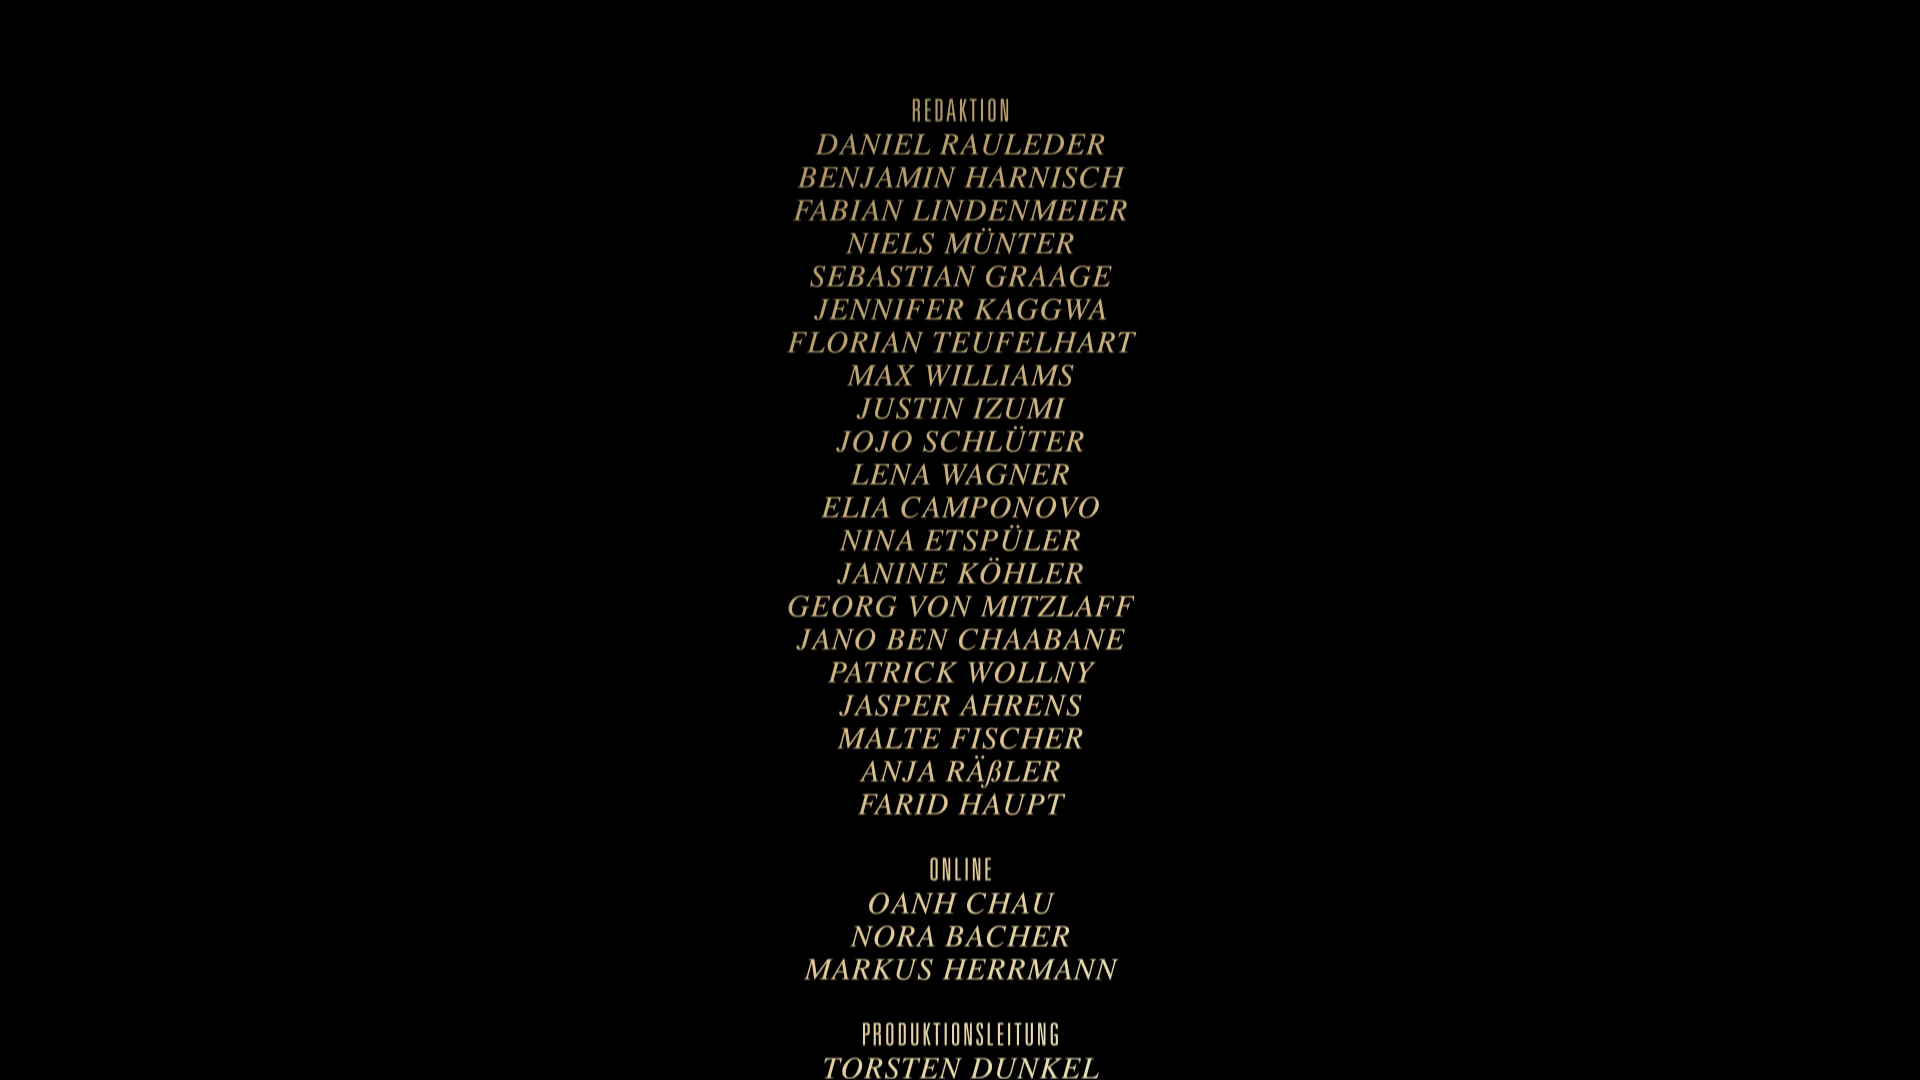 REDAKTION
DANIEL RAULEDER
BENJAMIN HARNISCH
FABIAN LINDENMEIER
NIELS MÜNTER
SEBASTIAN GRAAGE
JENNIFER KAGGWA
FLORIAN TEUFELHART
MAX WILLIAMS
JUSTIN IZUMI
JOJO SCHLÜTER
LENA WAGNER
ELIA CAMPONOVO
NINA ETSPÜLER
JANINE KÖHLER
GEORG VON MITZLAFF
JANO BEN CHAABANE
PATRICK WOLLNY
JASPER AHRENS
MALTE FISCHER
ANJA RÄßLER
FARID HAUPT
ONLINE
OANH CHAU
NORA BACHER
MARKUS HERRMANN
PRODUKTIONSLEITUNG
TORSTEN DUNKEL